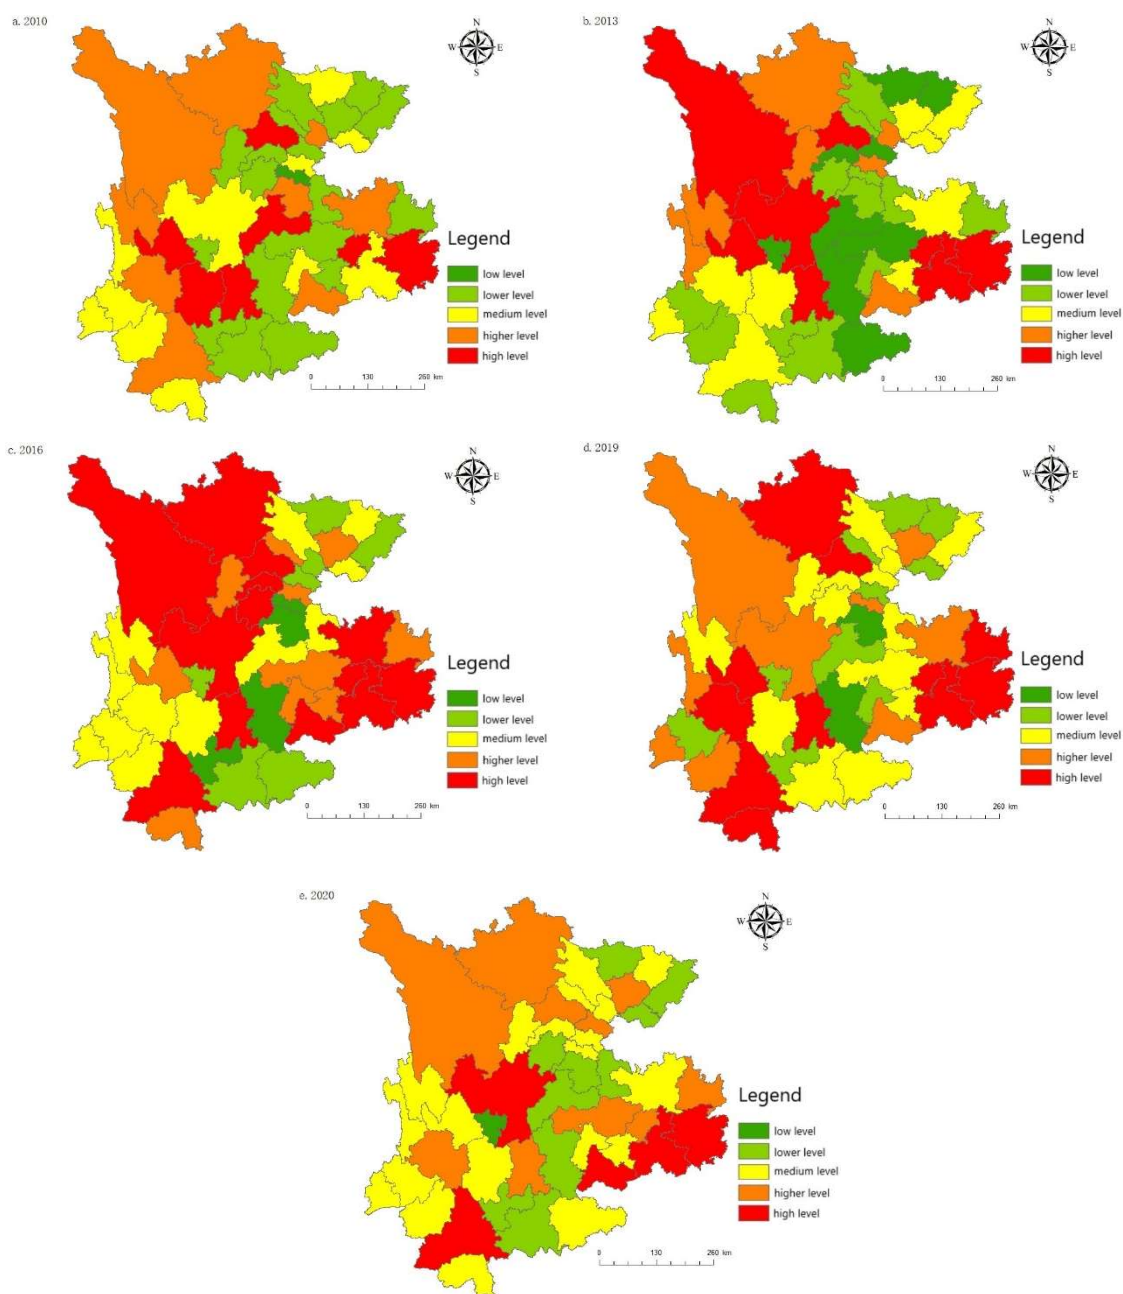 a. 2010
N
W E
S
Legend
low level
lower level
medium level
higher level
high level
0 130 260 km
b. 2013
N
W E
S
Legend
low level
lower level
medium level
higher level
high level
0 130 260 km
c. 2016
N
W E
S
Legend
low level
lower level
medium level
higher level
high level
0 130 260 km
d. 2019
N
W E
S
Legend
low level
lower level
medium level
higher level
high level
0 130 260 km
e. 2020
N
W E
S
Legend
low level
lower level
medium level
higher level
high level
0 130 260 km